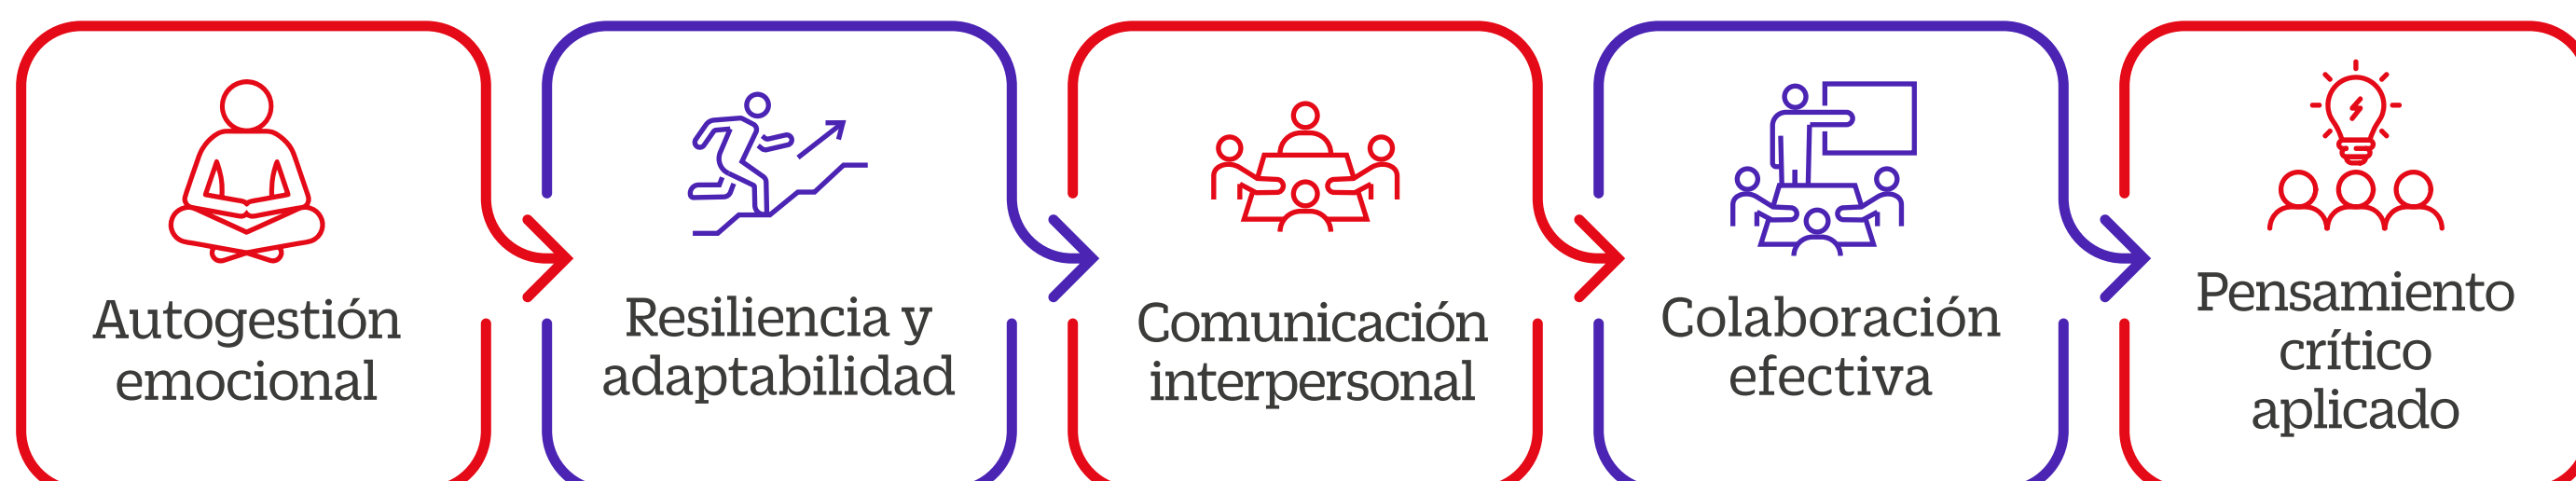 Autogestión
emocional
Resiliencia y
adaptabilidad
Comunicación
interpersonal
Colaboración
efectiva
Pensamiento
crítico
aplicado